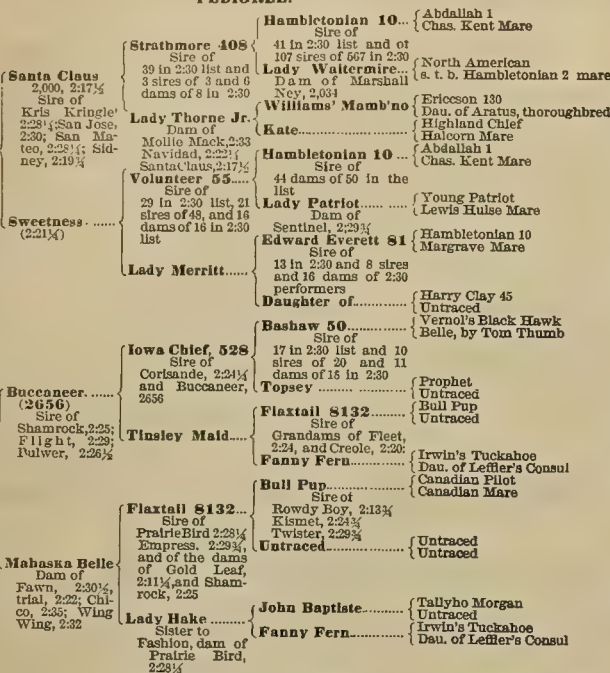 PEDIGREE.
Santa Claus
2,000, 2:17½
Sire of
Kris Kringle'
2:28¼; San Jose,
2:30; San Ma-
teo, 2:28¼; Sid-
ney, 2:19¾
Sweetness
(2:21¼)
Strathmore 408
Sire of
39 in 2:30 list and
3 sires of 3 and 6
dams of 8 in 2:30
Lady Thorne Jr.
Dam of
Mollie Mack, 2:33
Navidad, 2:22¼
Santa Claus, 2:17½
Volunteer 55
Sire of
29 in 2:30 list, 21
sires of 48, and 16
dams of 16 in 2:30
list
Lady Merritt
Hambletonian 10
Sire of
41 in 2:30 list and of
107 sires of 567 in 2:30
Lady Waltermire
Dam of Marshall
Ney, 2,034
Williams' Mamb'no
Kate
Hambletonian 10
Sire of
44 dams of 50 in the
list
Lady Patriot
Dam of
Sentinel, 2;29¾
Edward Everett 81
Sire of
13 in 2:30 and 8 sires
and 16 dams of 2:30
performers
Daughter of
Abdallah 1
Chas. Kent Mare
North American
s. t. b. Hambletonian 2 mare
Ericcson 130
Dau. of Aratus, thoroughbred
Highland Chief
Halcorn Mare
Abdallah 1
Chas. Kent Mare
Young Patriot
Lewis Hulse Mare
Hambletonian 10
Margrave Mare
Harry Clay 45
Untraced
Buccaneer.
(2656)
Sire of
Shamrock, 2:25;
Flight, 2:29;
Pulwer, 2:26½
Mahaska Belle
Dam of
Fawn, 2:30½,
trial, 2:22; Chi-
co, 2:35; Wing
Wing, 2:32
Iowa Chief, 528
Sire of
Corisande, 2:24½
and Buccaneer,
2656
Tinsley Maid
Flaxtail 8132
Sire of
Prairie Bird 2:28¼
Empress. 2:29¾,
and of the dams
of Gold Leaf,
2:11¼, and Sham-
rock, 2:25
Lady Hake
Sister to
Fashion, dam of
Prairie Bird,
2:28¼
Bashaw 50
Sire of
17 in 2:30 list and 10
sires of 20 and 11
dams of 18 in 2:30
Topsey
Flaxtail 8132
Sire of
Grandams of Fleet,
2:24, and Creole, 2:20:
Fanny Fern
Bull Pup
Sire of
Rowdy Boy, 2:13¾
Kismet, 2:24¾
Twister, 2:29¾
Untraced
John Baptiste
Fanny Fern
Vernol's Black Hawk
Belle, by Tom Thumb
Prophet
Untraced
Bull Pup
Untraced
Irwin's Tuckahoe
Dau. of Leffler's Consul
Canadian Pilot
Canadian Mare
Untraced
Untraced
Tallyho Morgan
Untraced
Irwin's Tuckahoe
Dau. of Leffler's Consul